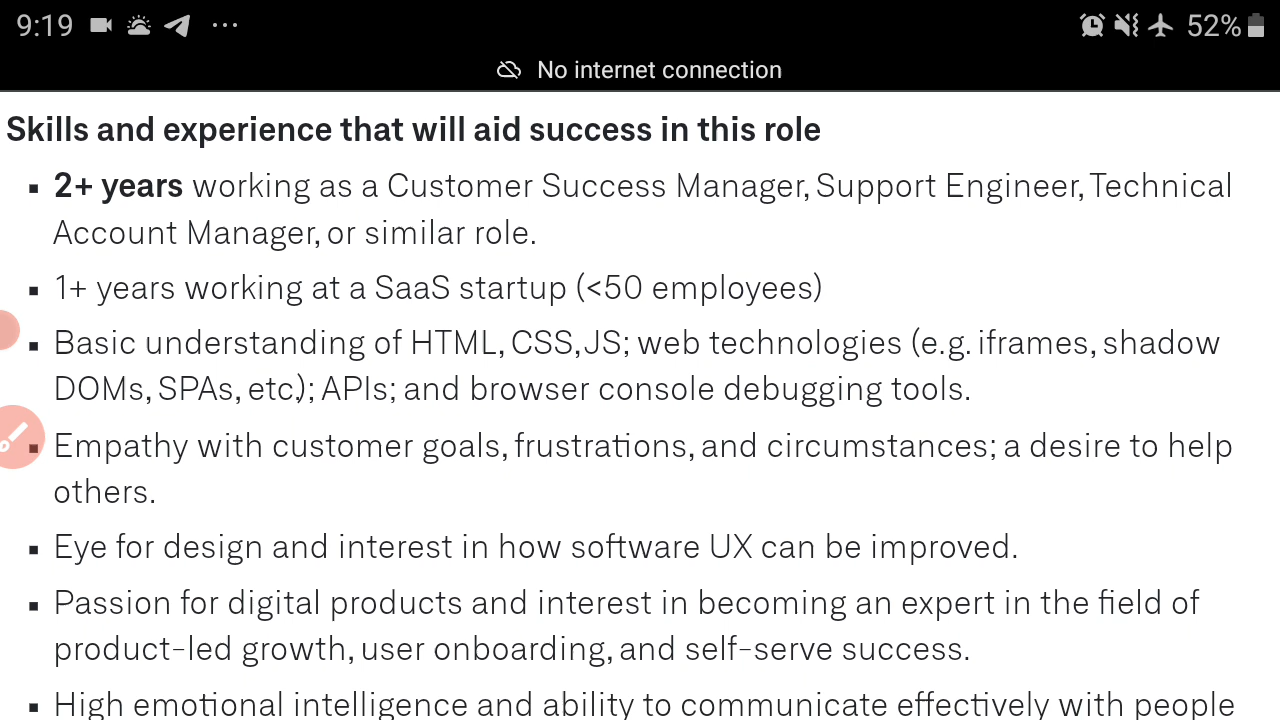 9:19 ... 52%
No internet connection
Skills and experience that will aid success in this role
▪ 2+ years working as a Customer Success Manager, Support Engineer, Technical
Account Manager, or similar role.
▪ 1+ years working at a SaaS startup (<50 employees)
▪ Basic understanding of HTML, CSS, JS; web technologies (e.g. iframes, shadow
DOMs, SPAs, etc.); APIs; and browser console debugging tools.
▪ Empathy with customer goals, frustrations, and circumstances; a desire to help
others.
▪ Eye for design and interest in how software UX can be improved.
▪ Passion for digital products and interest in becoming an expert in the field of
product-led growth, user onboarding, and self-serve success.
▪ High emotional intelligence and ability to communicate effectively with people